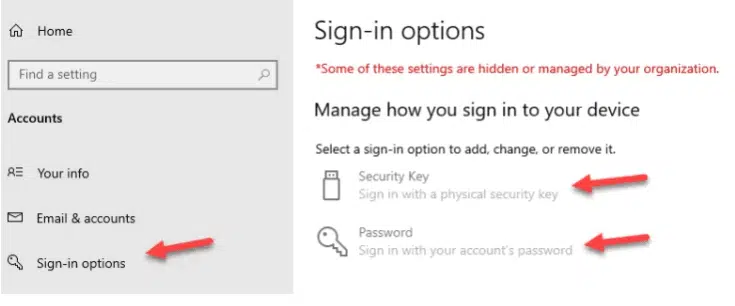 Home
Find a setting
Accounts
Your info
Email & accounts
Sign-in options
Sign-in options
*Some of these settings are hidden or managed by your organization.
Manage how you sign in to your device
Select a sign-in option to add, change, or remove it.
Security Key
Sign in with a physical security key
Password
Sign in with your account's password